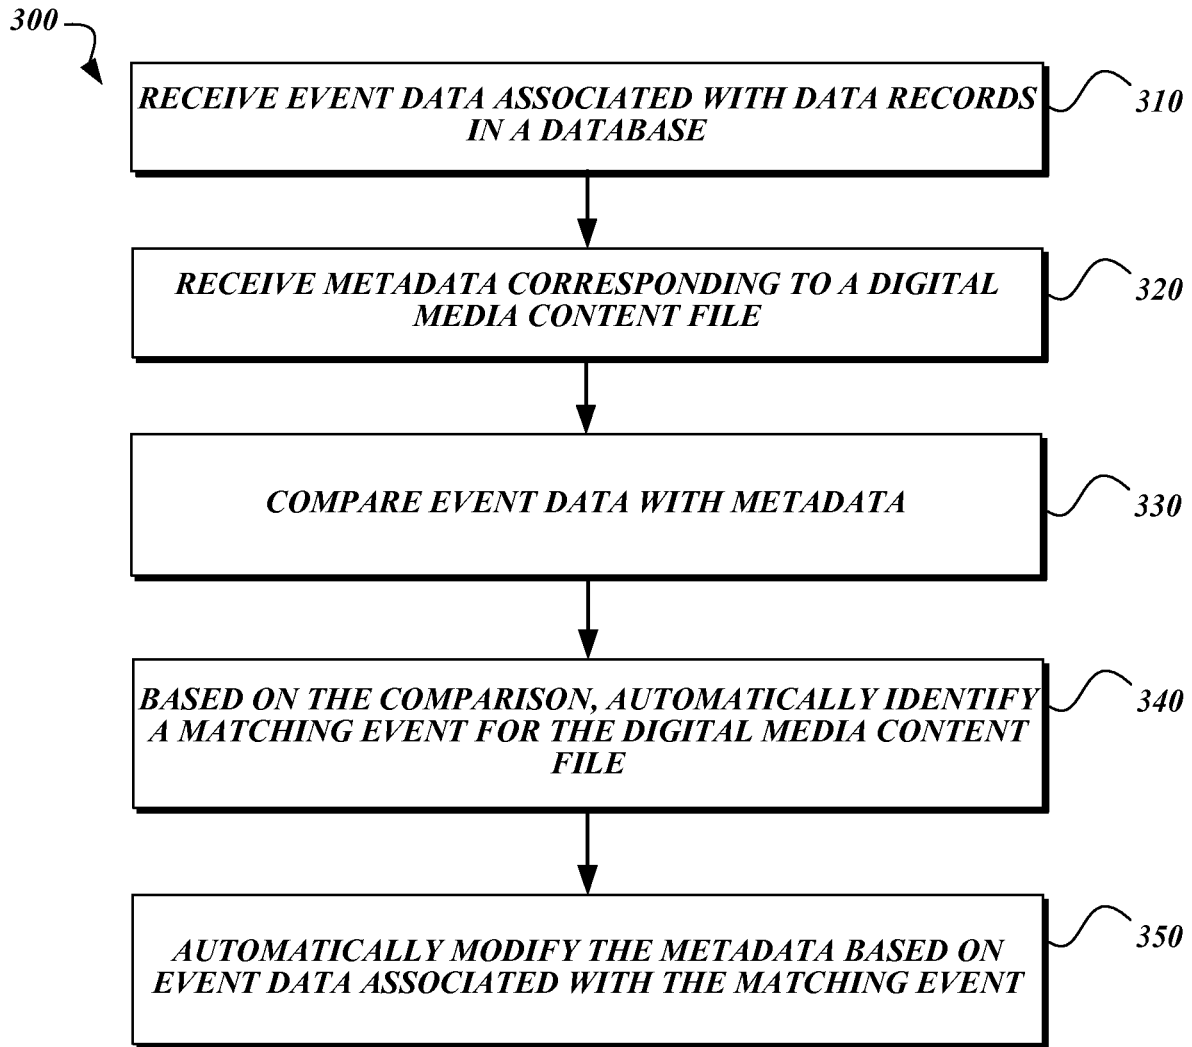 300
RECEIVE EVENT DATA ASSOCIATED WITH DATA RECORDS
IN A DATABASE
310
RECEIVE METADATA CORRESPONDING TO A DIGITAL
MEDIA CONTENT FILE
320
COMPARE EVENT DATA WITH METADATA
330
BASED ON THE COMPARISON, AUTOMATICALLY IDENTIFY
A MATCHING EVENT FOR THE DIGITAL MEDIA CONTENT
FILE
340
AUTOMATICALLY MODIFY THE METADATA BASED ON
EVENT DATA ASSOCIATED WITH THE MATCHING EVENT
350